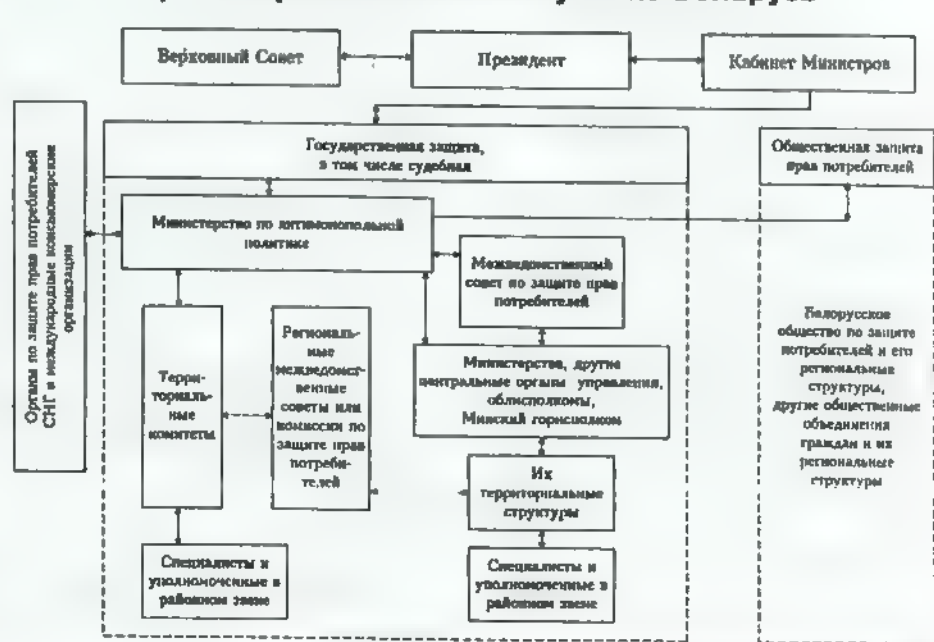 Верховный Совет
Президент
Кабинет Министров
Органы по защите прав потребителей
СНГ и международные консьюмерские
организации
Государственная защита,
в том числе судебная
Общественная защита
прав потребителей
Министерство по антимонопольной
политике
Межведомственный
совет по защите прав
потребителей
Терри-
ториаль-
ные
комитеты
Региональ-
ные
межведомст-
венные
советы или
комиссии по
защите прав
потреби-
телей
Министерства, другие
центральные органы управления,
облисполкомы,
Минский горисполком
Белорусское
общество по защите
потребителей и его
региональные
структуры,
другие общественные
объединения
граждан и их
региональные
структуры
Их
территориальные
структуры
Специалисты и
уполномоченные в
районном звене
Специалисты и
уполномоченные в
районном звене